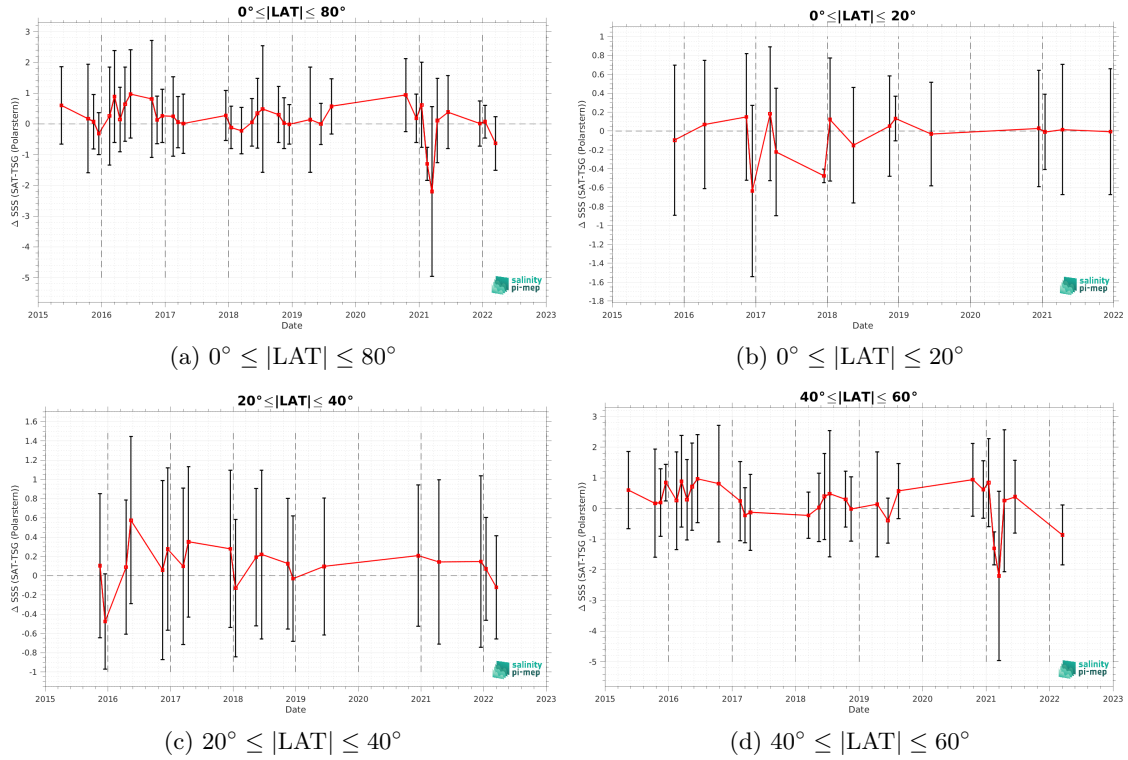 0°≤|LAT|≤ 80°
3
2
1
0
-1
-2
-3
-4
-5
Δ SSS (SAT-TSG (Polarstern))
2015 2016 2017 2018 2019 2020 2021 2022 2023
Date
salinity
pi-mep
(a) 0° ≤ |LAT| ≤ 80°
0°≤|LAT|≤ 20°
1
0.8
0.6
0.4
0.2
0
-0.2
-0.4
-0.6
-0.8
-1
-1.2
-1.4
-1.6
-1.8
Δ SSS (SAT-TSG (Polarstern))
2015 2016 2017 2018 2019 2020 2021 2022
Date
salinity
pi-mep
(b) 0° ≤ |LAT| ≤ 20°
20°≤|LAT|≤ 40°
1.6
1.4
1.2
1
0.8
0.6
0.4
0.2
0
-0.2
-0.4
-0.6
-0.8
-1
Δ SSS (SAT-TSG (Polarstern))
2015 2016 2017 2018 2019 2020 2021 2022 2023
Date
salinity
pi-mep
(c) 20° ≤ |LAT| ≤ 40°
40°≤|LAT|≤ 60°
3
2
1
0
-1
-2
-3
-4
-5
Δ SSS (SAT-TSG (Polarstern))
2015 2016 2017 2018 2019 2020 2021 2022 2023
Date
salinity
pi-mep
(d) 40° ≤ |LAT| ≤ 60°